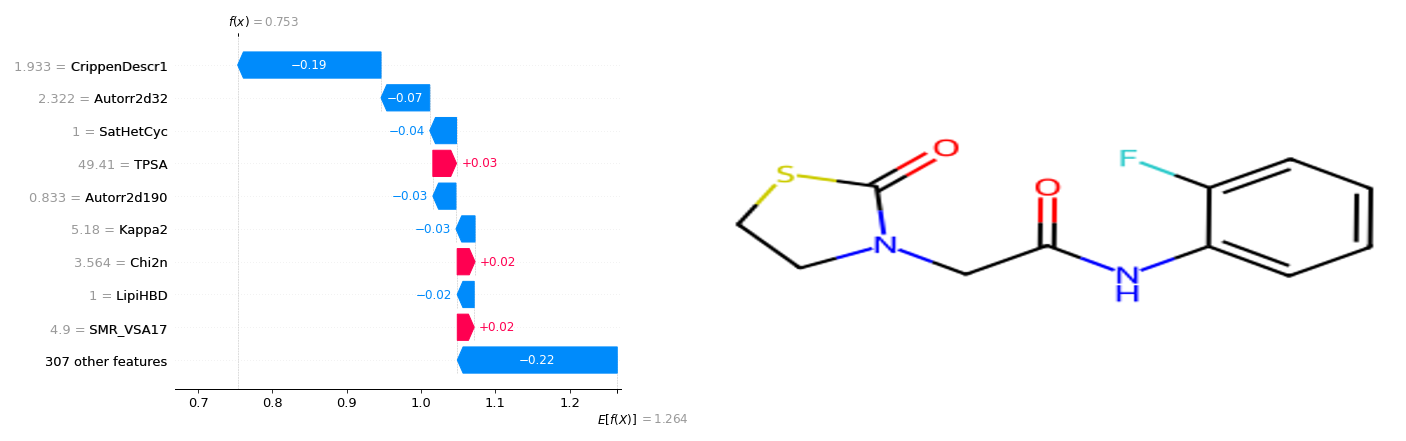 f(x) = 0.753
1.933 = CrippenDescr1
−0.19
2.322 = Autorr2d32
−0.07
1 = SatHetCyc
−0.04
49.41 = TPSA
+0.03
0.833 = Autorr2d190
−0.03
5.18 = Kappa2
−0.03
3.564 = Chi2n
+0.02
1 = LipiHBD
−0.02
4.9 = SMR_VSA17
+0.02
307 other features
−0.22
0.7 0.8 0.9 1.0 1.1 1.2
E[f(X)] = 1.264
O
F
S
O
N
N
H